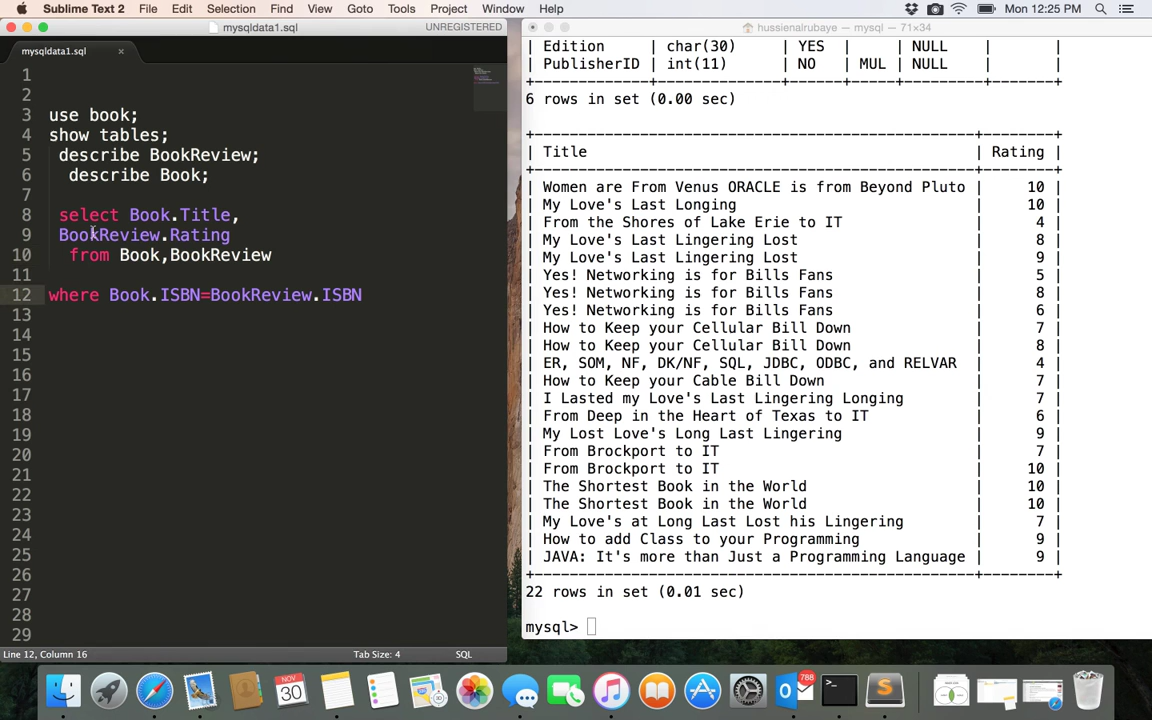 Sublime Text 2 File Edit Selection Find View Goto Tools Project Window Help Mon 12:25 PM
mysqldata1.sql UNREGISTERED
mysqldata1.sql ×
1
2
3 use book;
4 show tables;
5 describe BookReview;
6 describe Book;
7
8 select Book.Title,
9 BookReview.Rating
10 from Book,BookReview
11
12 where Book.ISBN=BookReview.ISBN
13
14
15
16
17
18
19
20
21
22
23
24
25
26
27
28
29
Line 12, Column 16 Tab Size: 4 SQL
hussienalrubaye — mysql — 71×34
| Edition | char(30) | YES | | NULL |
| PublisherID | int(11) | NO | MUL | NULL | |
6 rows in set (0.00 sec)
| Title | Rating |
| Women are From Venus ORACLE is from Beyond Pluto | 10 |
| My Love's Last Longing | 10 |
| From the Shores of Lake Erie to IT | 4 |
| My Love's Last Lingering Lost | 8 |
| My Love's Last Lingering Lost | 9 |
| Yes! Networking is for Bills Fans | 5 |
| Yes! Networking is for Bills Fans | 8 |
| Yes! Networking is for Bills Fans | 6 |
| How to Keep your Cellular Bill Down | 7 |
| How to Keep your Cellular Bill Down | 8 |
| ER, SOM, NF, DK/NF, SQL, JDBC, ODBC, and RELVAR | 4 |
| How to Keep your Cable Bill Down | 7 |
| I Lasted my Love's Last Lingering Longing | 7 |
| From Deep in the Heart of Texas to IT | 6 |
| My Lost Love's Long Last Lingering | 9 |
| From Brockport to IT | 7 |
| From Brockport to IT | 10 |
| The Shortest Book in the World | 10 |
| The Shortest Book in the World | 10 |
| My Love's at Long Last Lost his Lingering | 7 |
| How to add Class to your Programming | 9 |
| JAVA: It's more than Just a Programming Language | 9 |
22 rows in set (0.01 sec)
mysql>
NOV
30
788